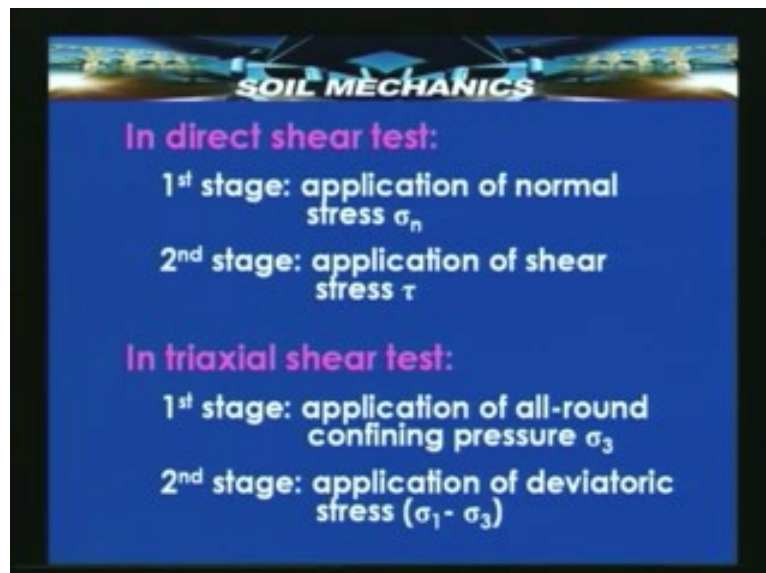 SOIL MECHANICS
In direct shear test:
1st stage: application of normal
stress σn
2nd stage: application of shear
stress τ
In triaxial shear test:
1st stage: application of all-round
confining pressure σ3
2nd stage: application of deviatoric
stress (σ1- σ3)